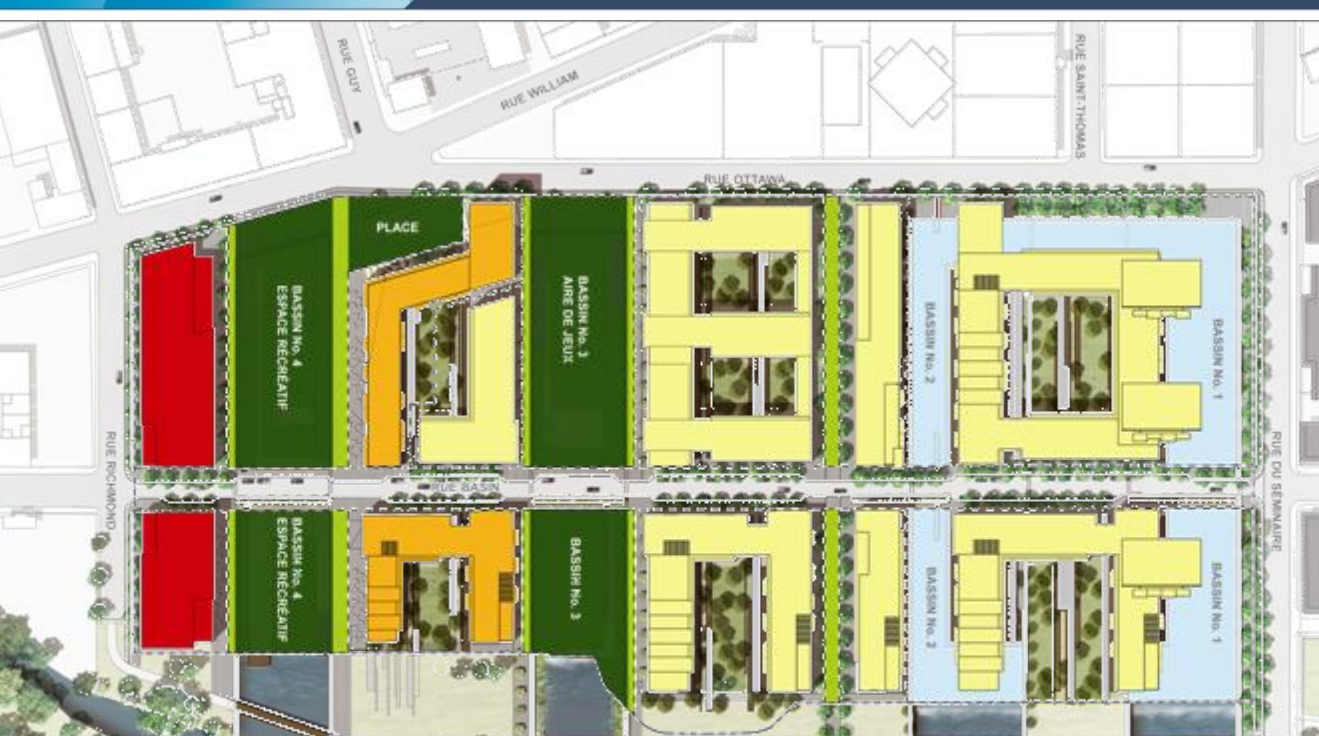 RUE GUY
RUE WILLIAM
RUE SAINT-THOMAS
RUE OTTAWA
PLACE
BASSIN No. 4
ESPACE RÉCRÉATIF
BASSIN No. 3
AIRE DE JEUX
BASSIN No. 2
BASSIN No. 1
RUE RICHMOND
RUE BASIN
RUE DU SÉMINAIRE
BASSIN No. 4
ESPACE RÉCRÉATIF
BASSIN No. 3
BASSIN No. 2
BASSIN No. 1